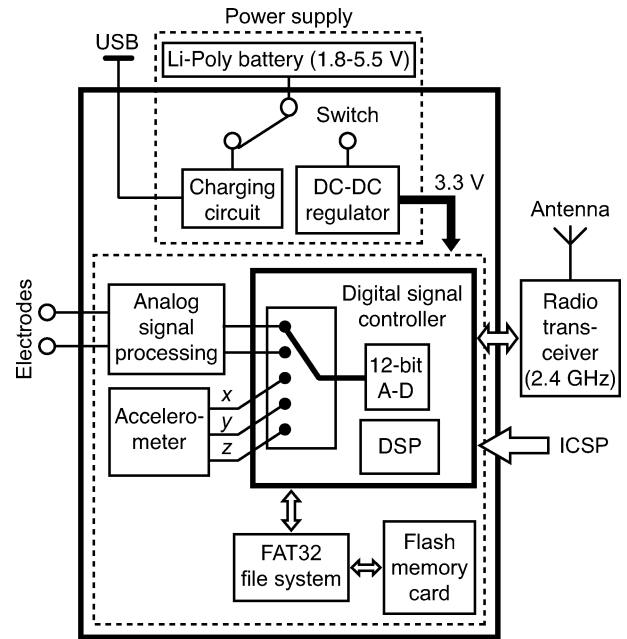 Power supply
USB
Li-Poly battery (1.8-5.5 V)
Switch
Charging
circuit
DC-DC
regulator
3.3 V
Antenna
Electrodes
Analog
signal
processing
Digital signal
controller
Radio
trans-
ceiver
(2.4 GHz)
12-bit
A-D
Accelero-
meter
x
y
z
DSP
ICSP
FAT32
file system
Flash
memory
card